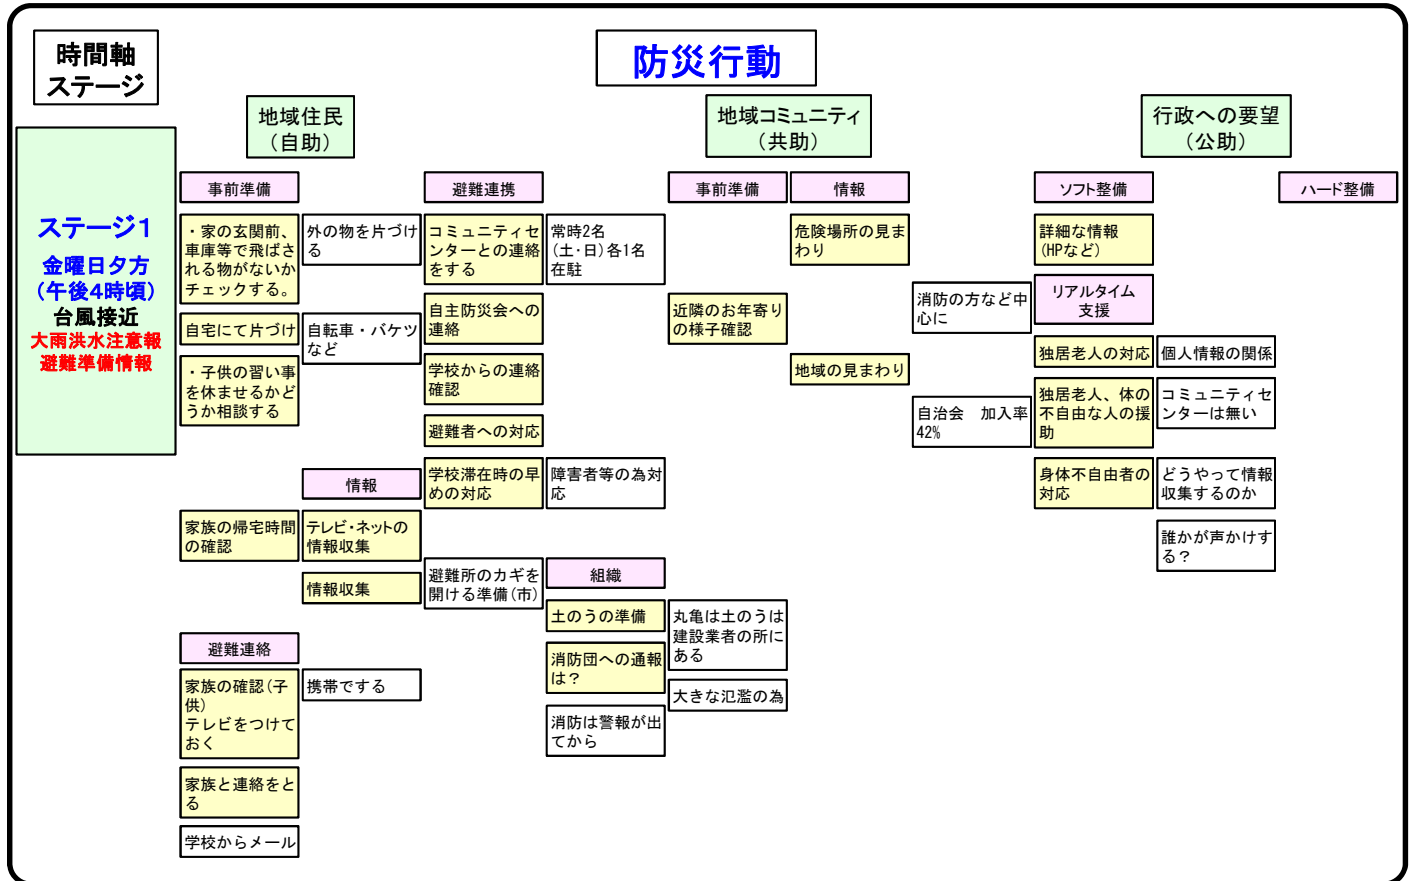 時間軸
ステージ
防災行動
地域住民
（自助）
地域コミュニティ
（共助）
行政への要望
（公助）
ステージ１
金曜日夕方
（午後4時頃）
台風接近
大雨洪水注意報
避難準備情報
事前準備
・家の玄関前、
車庫等で飛ばさ
れる物がないか
チェックする。
外の物を片づけ
る
自宅にて片づけ
自転車・バケツ
など
・子供の習い事
を休ませるかど
うか相談する
情報
家族の帰宅時間
の確認
テレビ・ネットの
情報収集
情報収集
避難連絡
家族の確認（子
供）
テレビをつけて
おく
携帯でする
家族と連絡をと
る
学校からメール
避難連携
コミュニティセ
ンターとの連絡
をする
常時2名
（土・日）各1名
在駐
自主防災会への
連絡
学校からの連絡
確認
避難者への対応
学校滞在時の早
めの対応
障害者等の為対
応
避難所のカギを
開ける準備（市）
組織
土のうの準備
丸亀は土のうは
建設業者の所に
ある
消防団への通報
は？
大きな氾濫の為
消防は警報が出
てから
事前準備
近隣のお年寄り
の様子確認
情報
危険場所の見ま
わり
消防の方など中
心に
地域の見まわり
自治会　加入率
42%
ソフト整備
詳細な情報
（HPなど）
リアルタイム
支援
独居老人の対応
個人情報の関係
独居老人、体の
不自由な人の援
助
コミュニティセ
ンターは無い
身体不自由者の
対応
どうやって情報
収集するのか
誰かが声かけす
る？
ハード整備